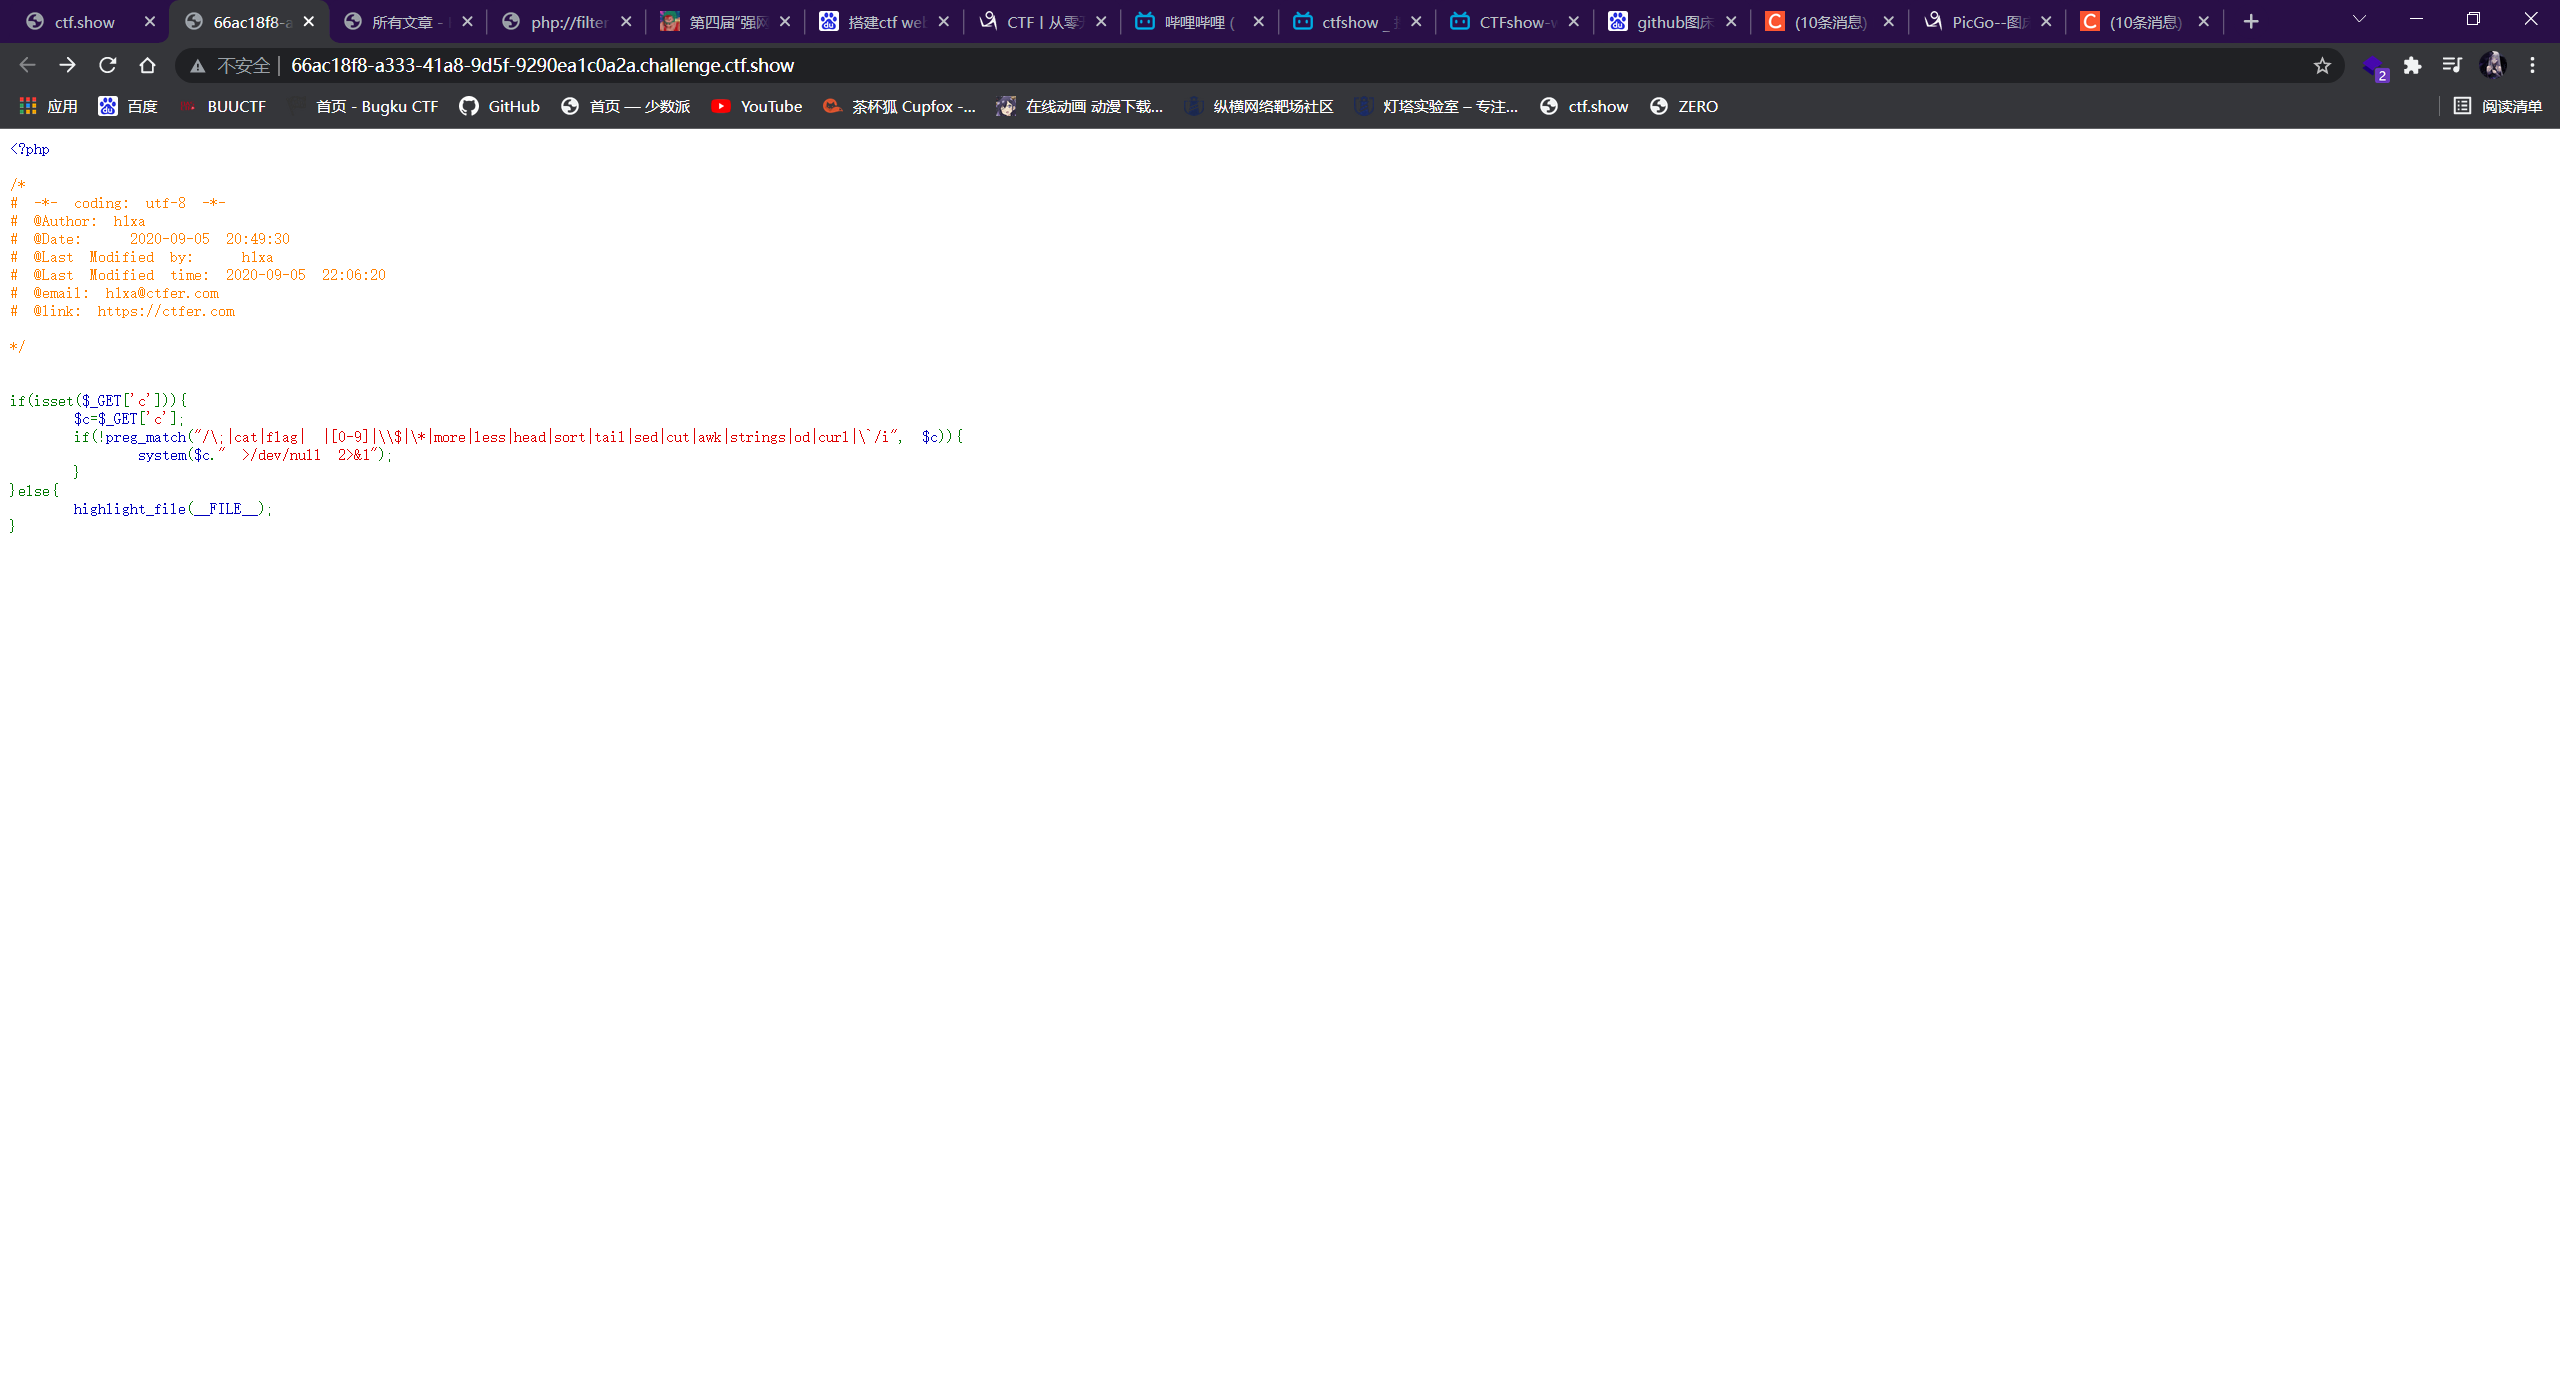 ctf.show
66ac18f8-a
所有文章 -
php://filter
第四届“强网
搭建ctf web
CTF丨从零
哔哩哔哩 (
ctfshow _
CTFshow-w
github图床
(10条消息)
PicGo--图床
(10条消息)
不安全 | 66ac18f8-a333-41a8-9d5f-9290ea1c0a2a.challenge.ctf.show
2
应用 百度 BUUCTF 首页 - Bugku CTF GitHub 首页 — 少数派 YouTube 茶杯狐 Cupfox -... 在线动画 动漫下载... 纵横网络靶场社区 灯塔实验室 – 专注... ctf.show ZERO 阅读清单
<?php
/*
# -*- coding: utf-8 -*-
# @Author: h1xa
# @Date:   2020-09-05 20:49:30
# @Last Modified by:   h1xa
# @Last Modified time: 2020-09-05 22:06:20
# @email: h1xa@ctfer.com
# @link: https://ctfer.com
*/
if(isset($_GET['c'])){
    $c=$_GET['c'];
    if(!preg_match("/\;|cat|flag| |[0-9]|\\$|\*|more|less|head|sort|tail|sed|cut|awk|strings|od|curl|\`/i", $c)){
        system($c." >/dev/null 2>&1");
    }
}else{
    highlight_file(__FILE__);
}